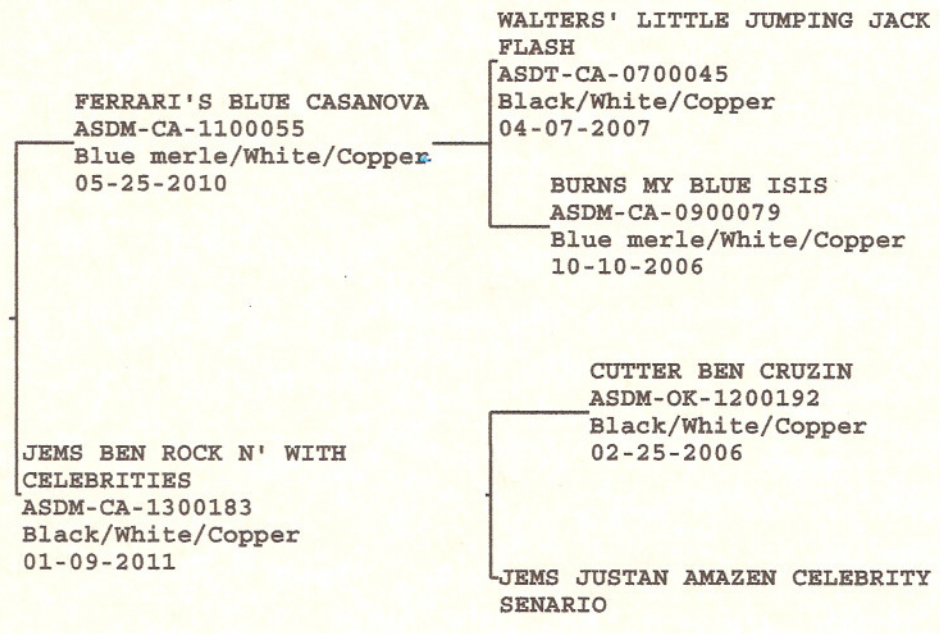 WALTERS' LITTLE JUMPING JACK
FLASH
ASDT-CA-0700045
Black/White/Copper
04-07-2007
FERRARI'S BLUE CASANOVA
ASDM-CA-1100055
Blue merle/White/Copper
05-25-2010
BURNS MY BLUE ISIS
ASDM-CA-0900079
Blue merle/White/Copper
10-10-2006
CUTTER BEN CRUZIN
ASDM-OK-1200192
Black/White/Copper
02-25-2006
JEMS BEN ROCK N' WITH
CELEBRITIES
ASDM-CA-1300183
Black/White/Copper
01-09-2011
JEMS JUSTAN AMAZEN CELEBRITY
SENARIO